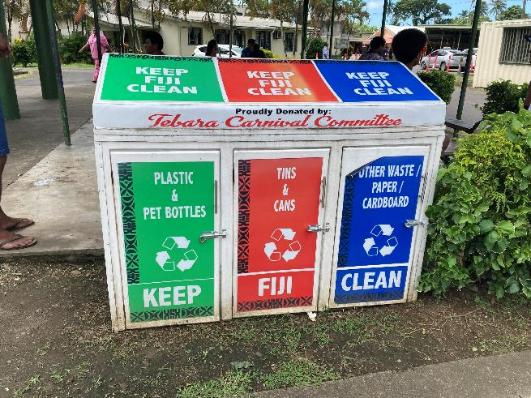 KEEP
FIJI
CLEAN
KEEP
FIJI
CLEAN
KEEP
FIJI
CLEAN
Proudly Donated by:
Tebara Carnival Committee
PLASTIC
&
PET BOTTLES
KEEP
TINS
&
CANS
FIJI
OTHER WASTE /
PAPER /
CARDBOARD
CLEAN